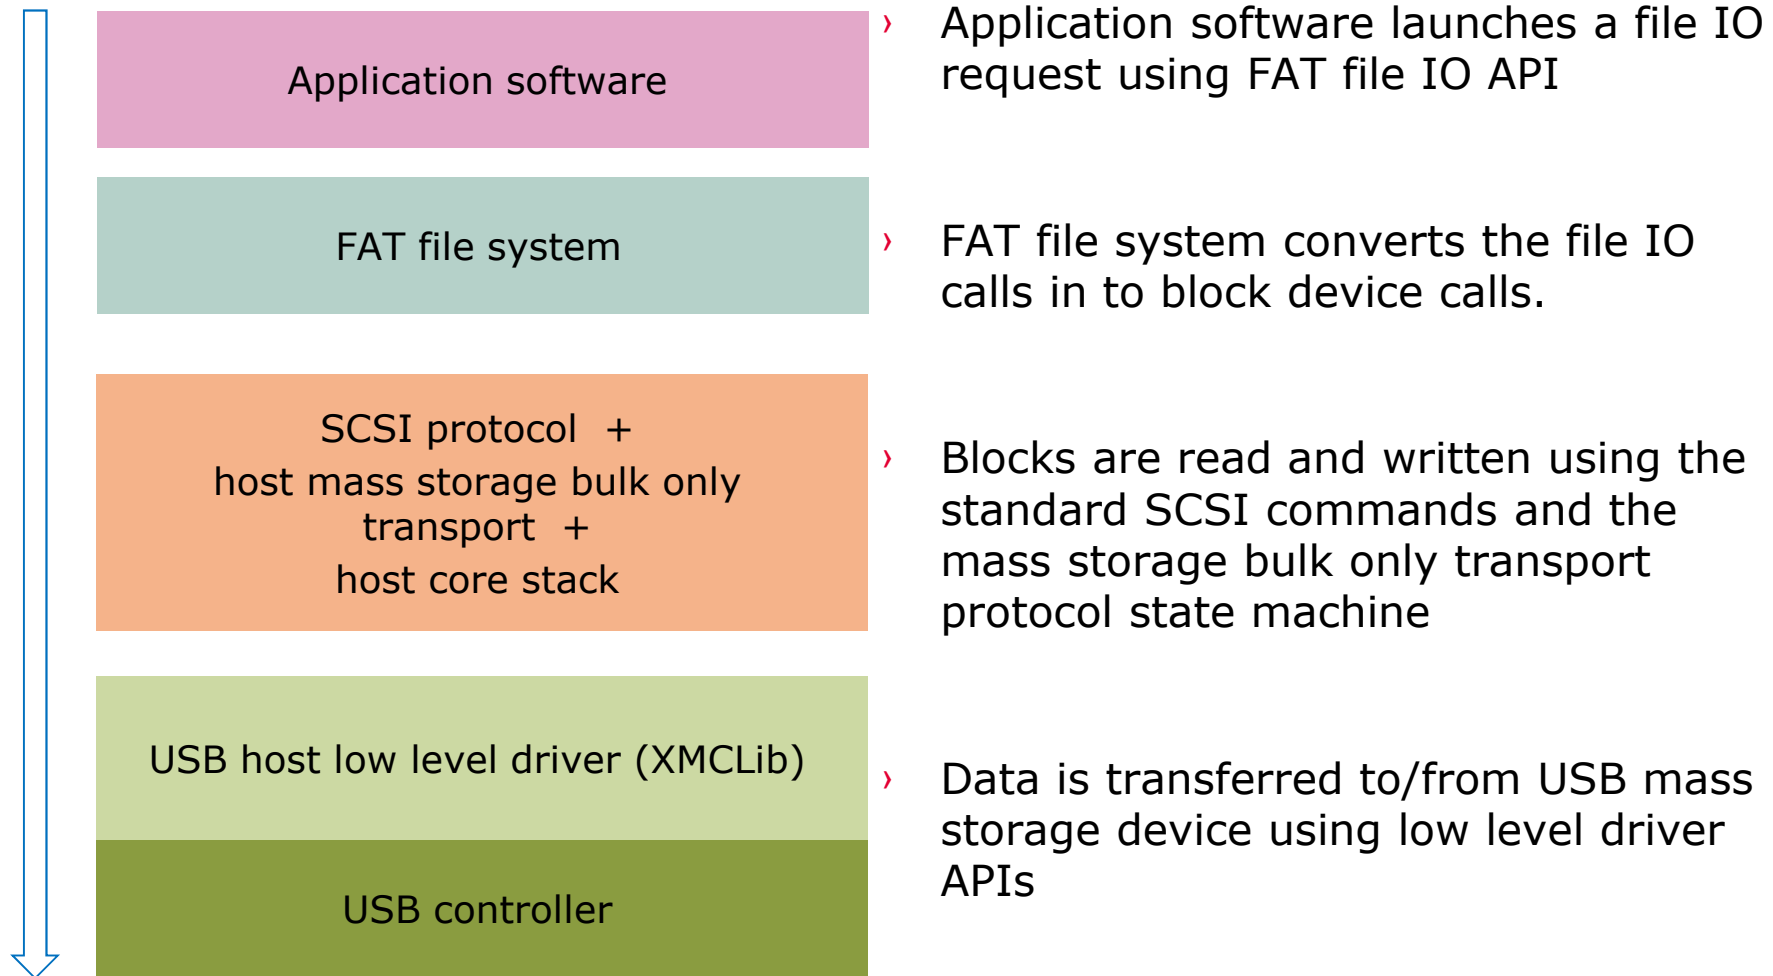 Application software
› Application software launches a file IO
request using FAT file IO API
FAT file system
› FAT file system converts the file IO
calls in to block device calls.
SCSI protocol +
host mass storage bulk only
transport +
host core stack
› Blocks are read and written using the
standard SCSI commands and the
mass storage bulk only transport
protocol state machine
USB host low level driver (XMCLib)
› Data is transferred to/from USB mass
storage device using low level driver
APIs
USB controller